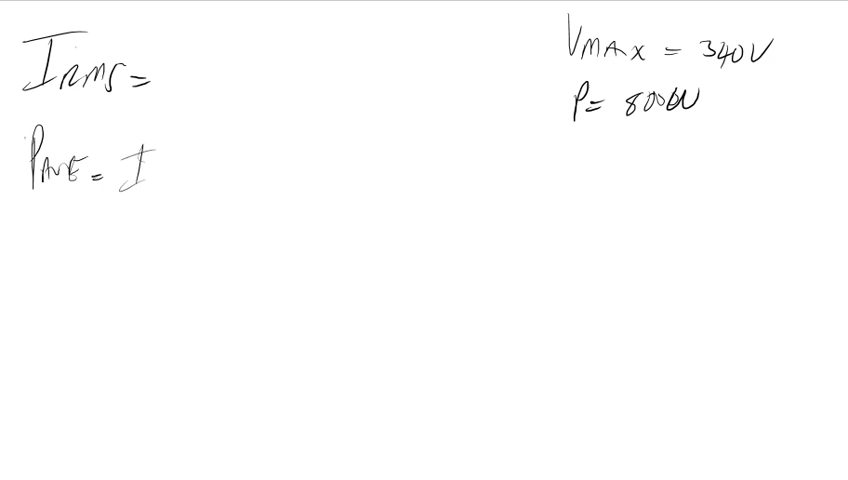 IRMS =
VMAX = 340V
PAVE = I
P = 800W